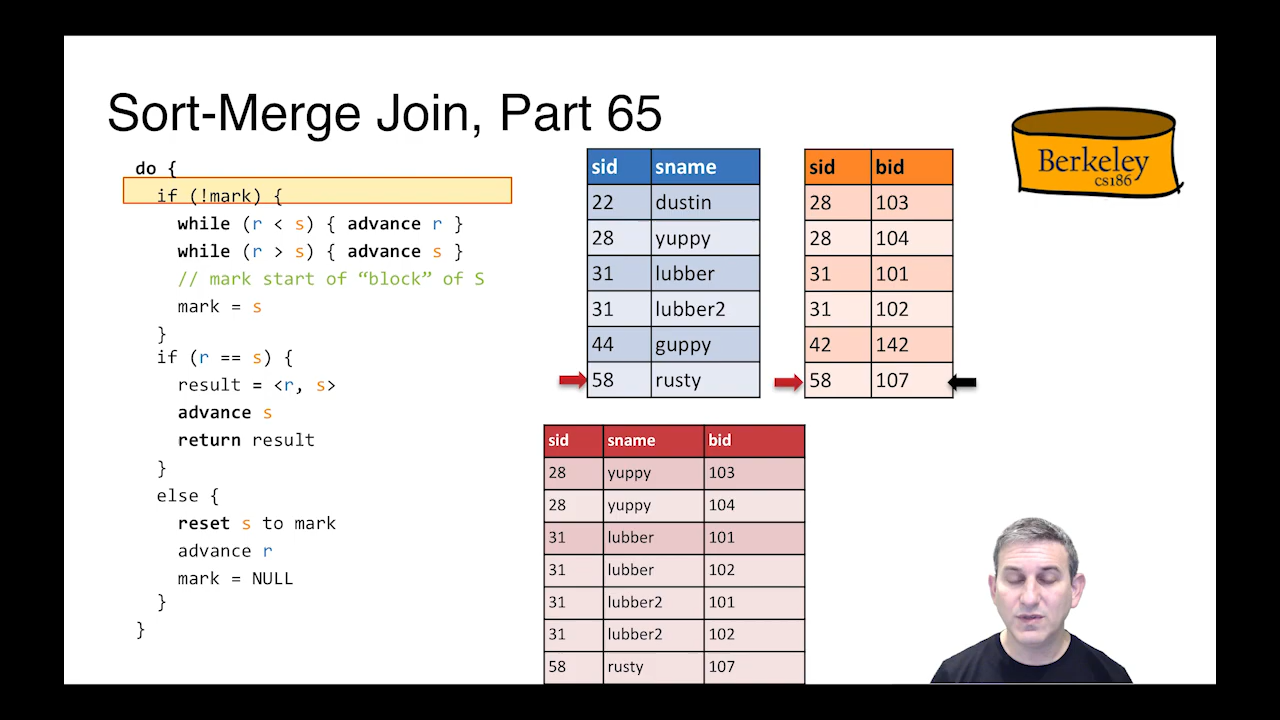 Sort-Merge Join, Part 65
Berkeley
cs186
do {
if (!mark) {
while (r < s) { advance r }
while (r > s) { advance s }
// mark start of “block” of S
mark = s
}
if (r == s) {
result = <r, s>
advance s
return result
}
else {
reset s to mark
advance r
mark = NULL
}
}
sid sname
22 dustin
28 yuppy
31 lubber
31 lubber2
44 guppy
58 rusty
sid bid
28 103
28 104
31 101
31 102
42 142
58 107
sid sname bid
28 yuppy 103
28 yuppy 104
31 lubber 101
31 lubber 102
31 lubber2 101
31 lubber2 102
58 rusty 107